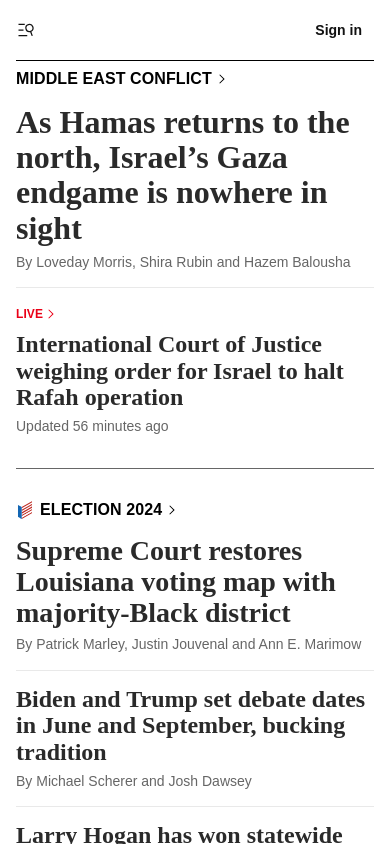 Sign in
MIDDLE EAST CONFLICT
As Hamas returns to the
north, Israel’s Gaza
endgame is nowhere in
sight
By Loveday Morris, Shira Rubin and Hazem Balousha
LIVE
International Court of Justice
weighing order for Israel to halt
Rafah operation
Updated 56 minutes ago
ELECTION 2024
Supreme Court restores
Louisiana voting map with
majority-Black district
By Patrick Marley, Justin Jouvenal and Ann E. Marimow
Biden and Trump set debate dates
in June and September, bucking
tradition
By Michael Scherer and Josh Dawsey
Larry Hogan has won statewide